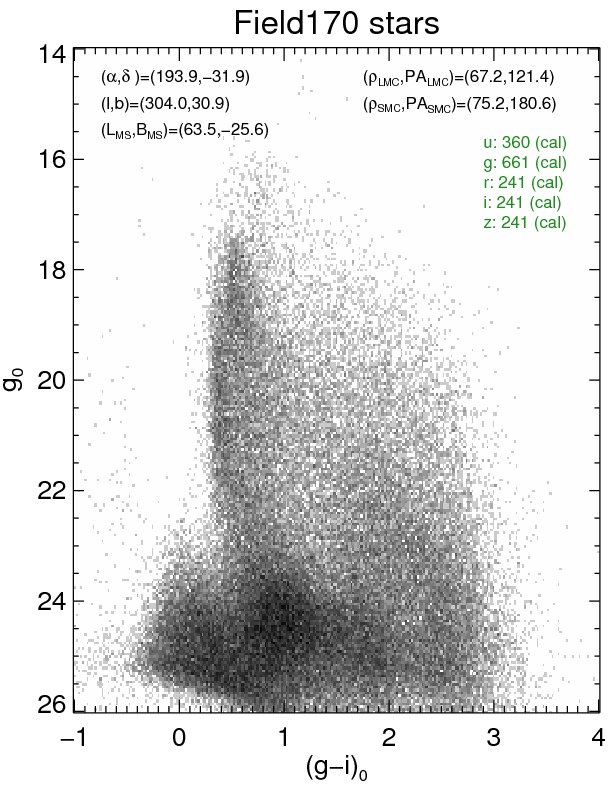 Field170 stars
(α,δ )=(193.9,−31.9)
(ρLMC,PALMC)=(67.2,121.4)
(l,b)=(304.0,30.9)
(ρSMC,PASMC)=(75.2,180.6)
(LMS,BMS)=(63.5,−25.6)
u: 360 (cal)
g: 661 (cal)
r: 241 (cal)
i: 241 (cal)
z: 241 (cal)
14
16
18
20
22
24
26
g0
−1 0 1 2 3 4
(g−i)0